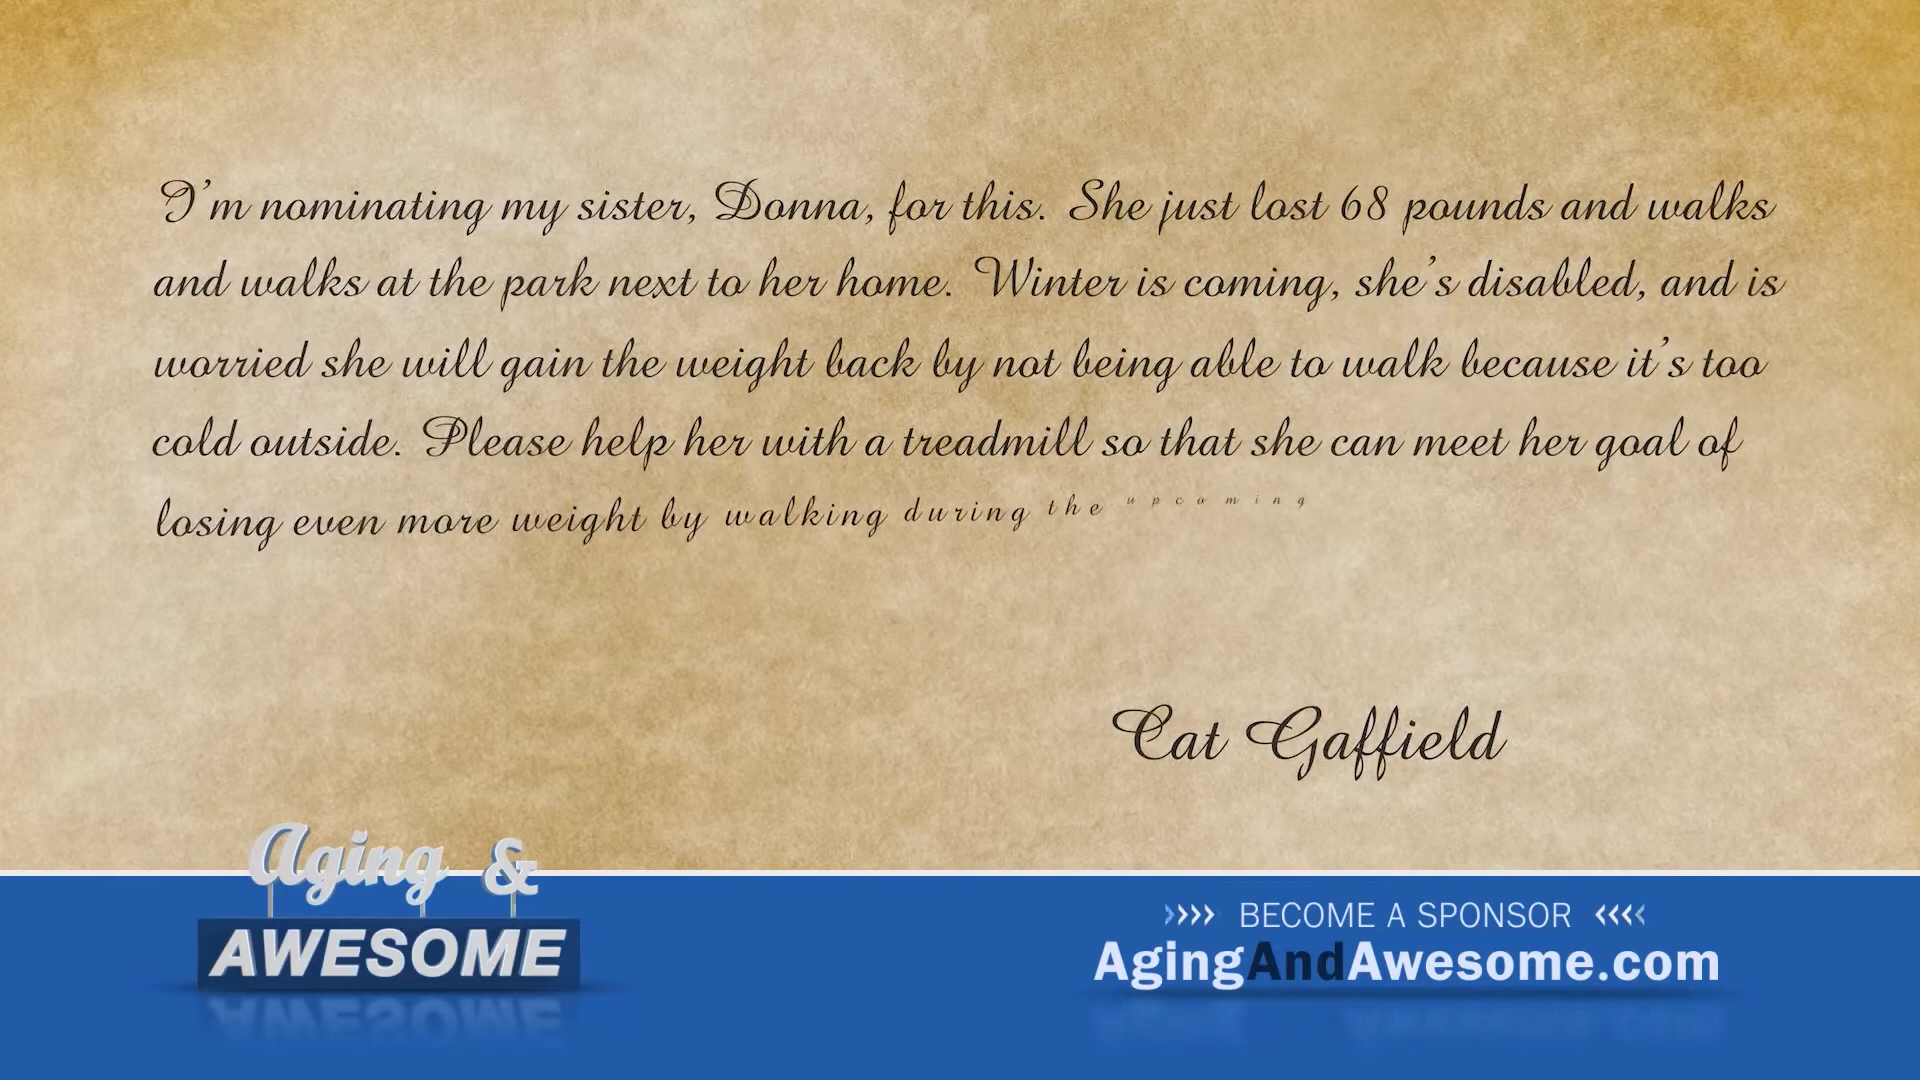 I'm nominating my sister, Donna, for this. She just lost 68 pounds and walks
and walks at the park next to her home. Winter is coming, she's disabled, and is
worried she will gain the weight back by not being able to walk because it's too
cold outside. Please help her with a treadmill so that she can meet her goal of
losing even more weight by walking during the upcoming
Cat Gaffield
Aging &
AWESOME
›››› BECOME A SPONSOR ‹‹‹‹
AgingAndAwesome.com